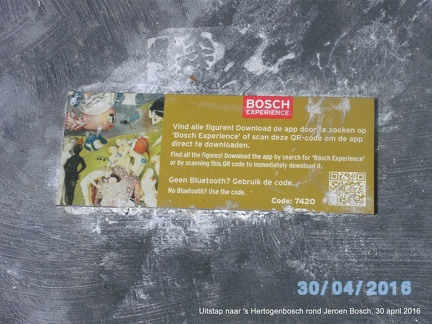 BOSCH
EXPERIENCE
Vind alle figuren! Download de app door te zoeken op
'Bosch Experience' of scan deze QR-code om de app
direct te downloaden.
Find all the figures! Download the app by search for 'Bosch Experience'
or by scanning this QR code to immediately download it.
Geen Bluetooth? Gebruik de code.
No Bluetooth? Use the code.
Code: 7420
30/04/2016
Uitstap naar 's Hertogenbosch rond Jeroen Bosch, 30 april 2016